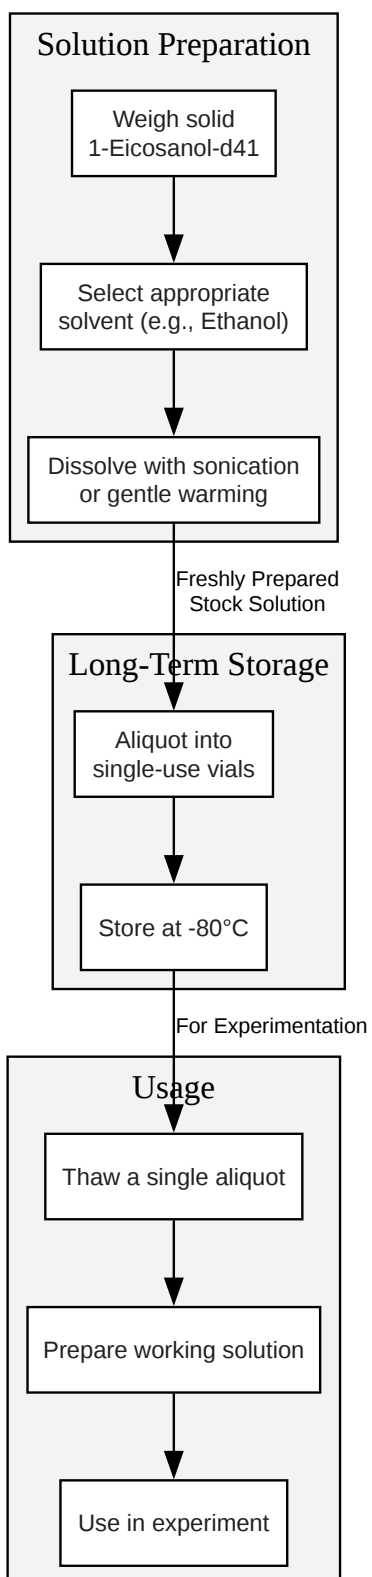 Solution Preparation
Weigh solid
1-Eicosanol-d41
Select appropriate
solvent (e.g., Ethanol)
Dissolve with sonication
or gentle warming
Freshly Prepared
Stock Solution
Long-Term Storage
Aliquot into
single-use vials
Store at -80°C
For Experimentation
Usage
Thaw a single aliquot
Prepare working solution
Use in experiment